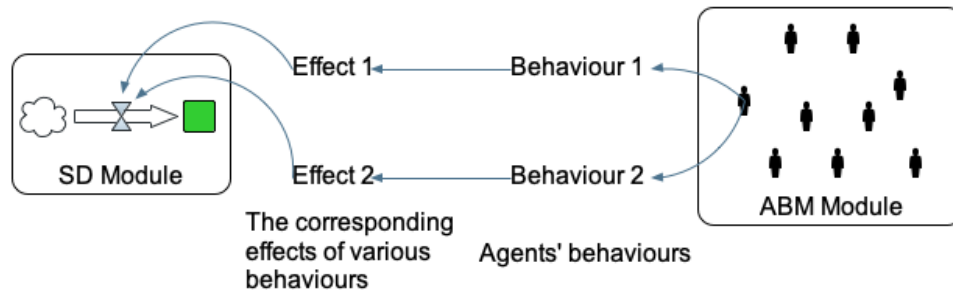 Effect 1
Behaviour 1
SD Module
Effect 2
Behaviour 2
ABM Module
The corresponding
effects of various
behaviours
Agents' behaviours